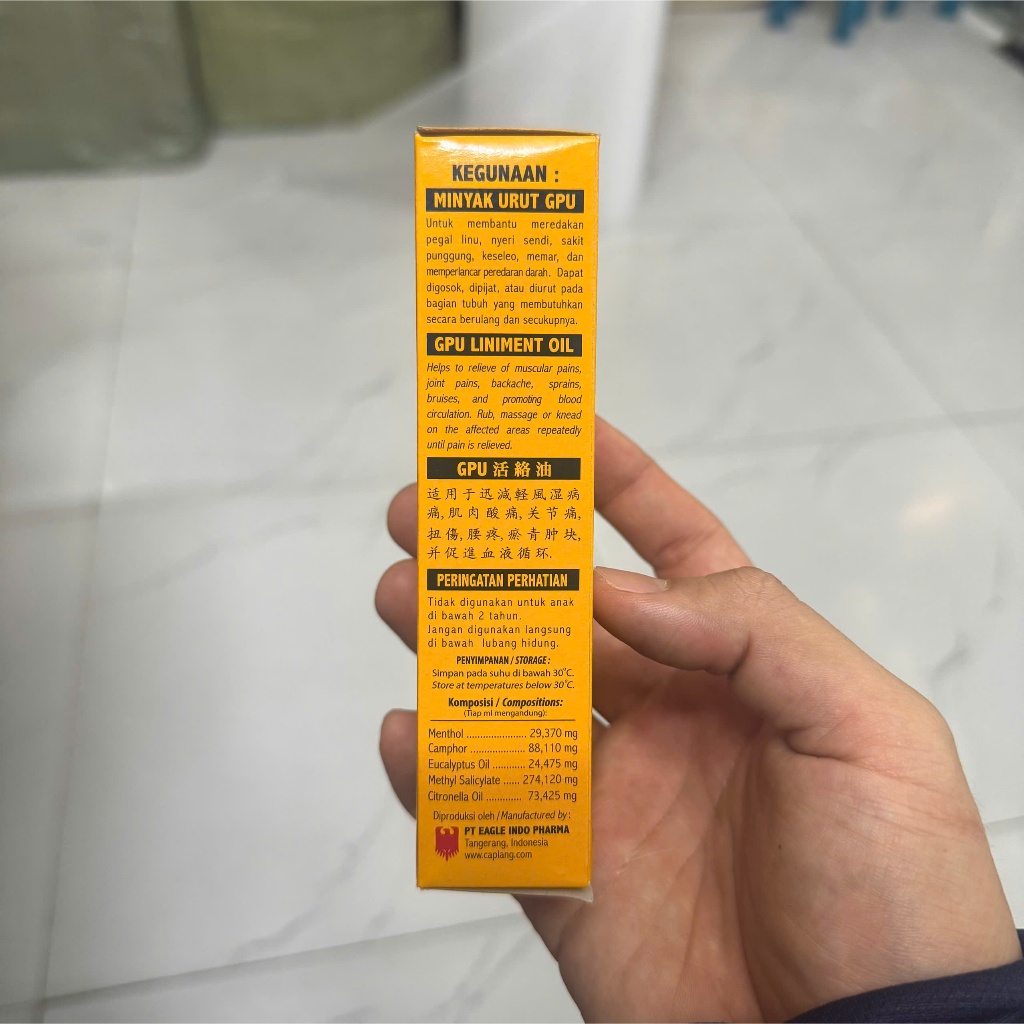 KEGUNAAN :
MINYAK URUT GPU
Untuk membantu meredakan
pegal linu, nyeri sendi, sakit
punggung, keseleo, memar, dan
memperlancar peredaran darah. Dapat
digosok, dipijat, atau diurut pada
bagian tubuh yang membutuhkan
secara berulang dan secukupnya.
GPU LINIMENT OIL
Helps to relieve of muscular pains,
joint pains, backache, sprains,
bruises, and promoting blood
circulation. Rub, massage or knead
on the affected areas repeatedly
until pain is relieved.
GPU 活絡油
适用于迅減軽風湿病
痛,肌肉酸痛,关节痛,
扭傷,腰疼,瘀青肿块,
并促進血液循环.
PERINGATAN PERHATIAN
Tidak digunakan untuk anak
di bawah 2 tahun.
Jangan digunakan langsung
di bawah lubang hidung.
PENYIMPANAN / STORAGE :
Simpan pada suhu di bawah 30°C.
Store at temperatures below 30°C.
Komposisi / Compositions:
(Tiap ml mengandung):
Menthol ...................... 29,370 mg
Camphor .................... 88,110 mg
Eucalyptus Oil ............ 24,475 mg
Methyl Salicylate ...... 274,120 mg
Citronella Oil ............. 73,425 mg
Diproduksi oleh / Manufactured by :
PT EAGLE INDO PHARMA
Tangerang, Indonesia
www.caplang.com